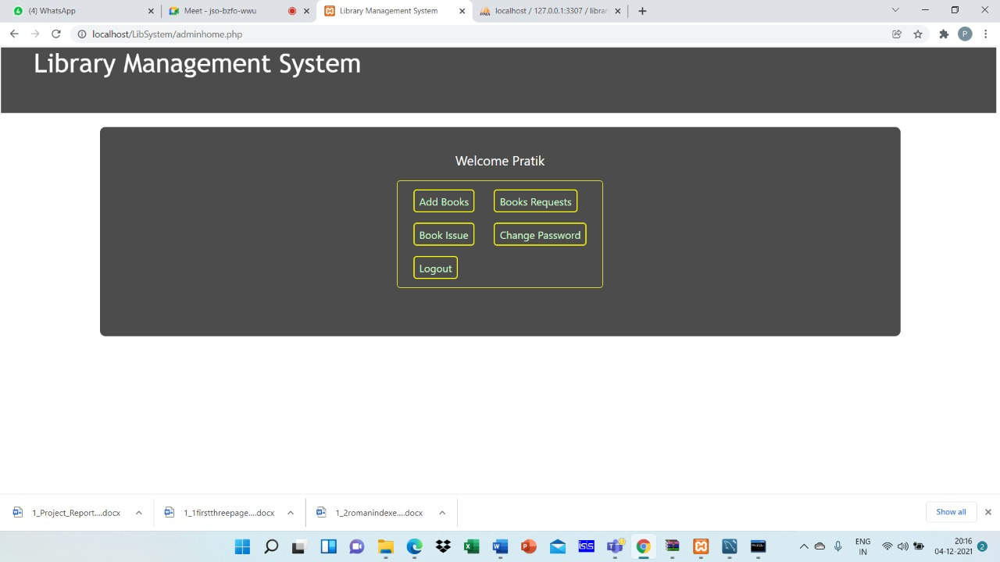 (4) WhatsApp
Meet - jso-bzfo-wwu
Library Management System
localhost / 127.0.0.1:3307 / librar
localhost/LibSystem/adminhome.php
P
Library Management System
Welcome Pratik
Add Books
Books Requests
Book Issue
Change Password
Logout
1_Project_Report....docx
1_1firstthreepage....docx
1_2romanindexe....docx
Show all
ENG
IN
20:16
04-12-2021
2